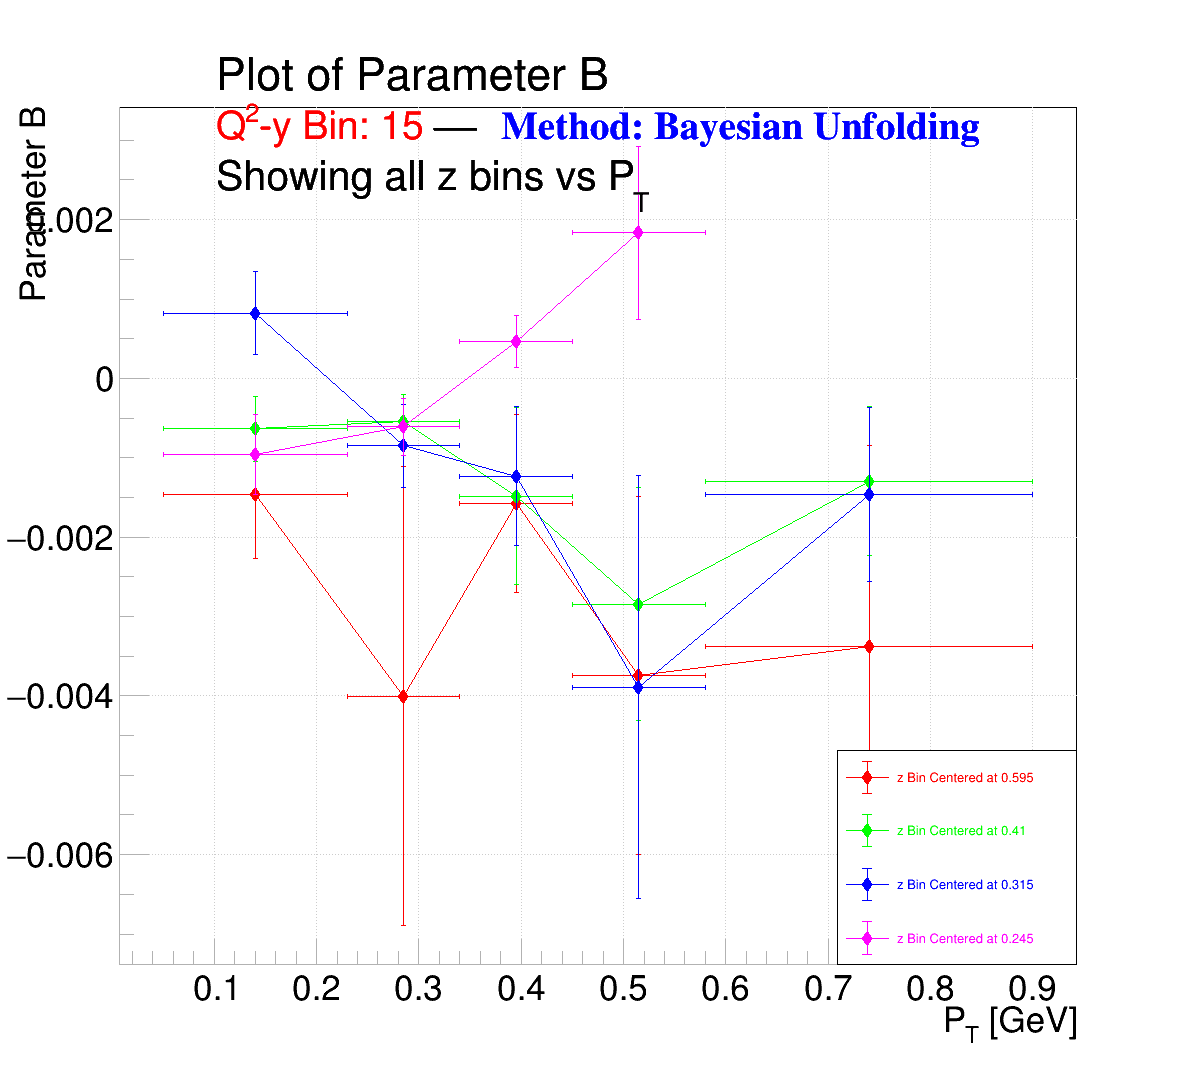 Plot of Parameter B
Q²-y Bin: 15 — Method: Bayesian Unfolding
Showing all z bins vs P_T
Parameter B
0.002
0
−0.002
−0.004
−0.006
z Bin Centered at 0.595
z Bin Centered at 0.41
z Bin Centered at 0.315
z Bin Centered at 0.245
0.1 0.2 0.3 0.4 0.5 0.6 0.7 0.8 0.9
P_T [GeV]